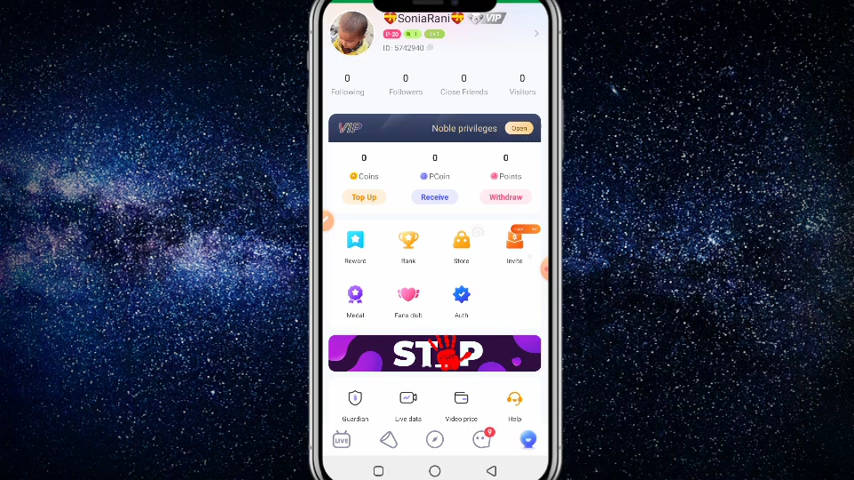 SoniaRani VIP
ID: 5742940
0 0 0 0
Following Followers Close Friends Visitors
VIP Noble privileges Open
0 0 0
Coins PCoin Points
Top Up Receive Withdraw
Reward Rank Store Invite
Medal Fans club Auth
STOP
Guardian Live data Video price Help
LIVE 9